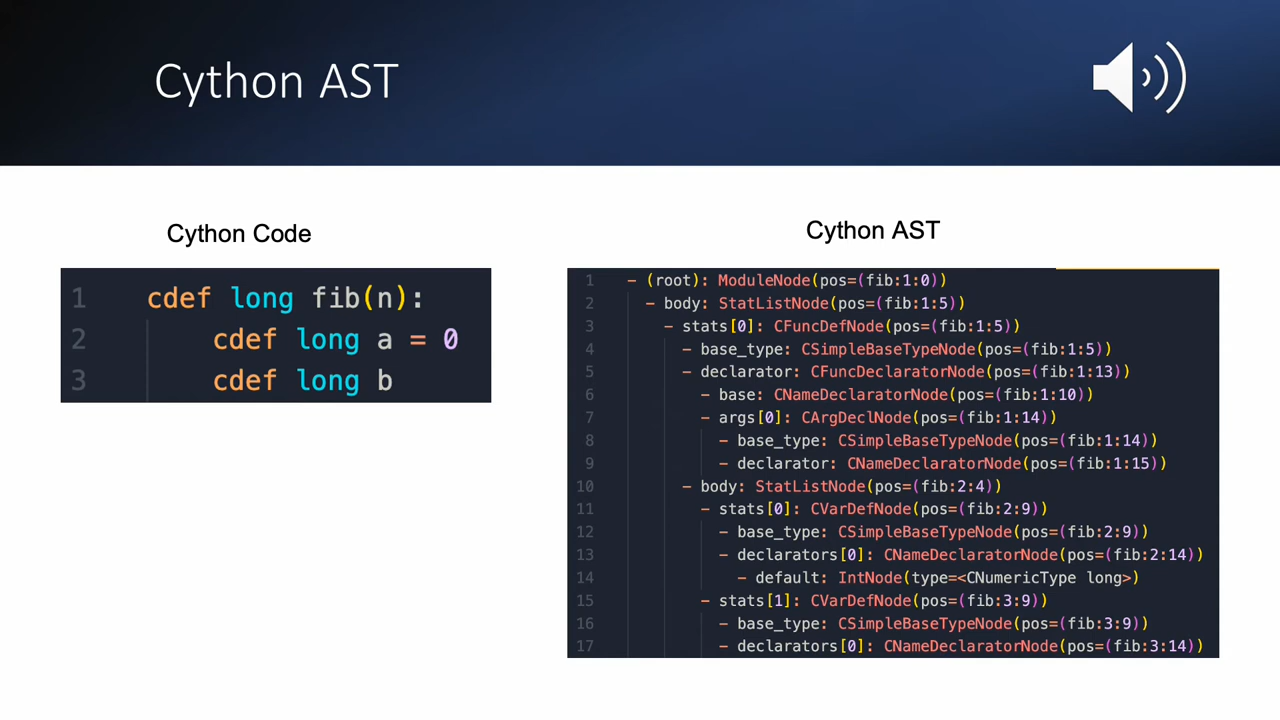 Cython AST
Cython Code
1 cdef long fib(n):
2 cdef long a = 0
3 cdef long b
Cython AST
1 - (root): ModuleNode(pos=(fib:1:0))
2 - body: StatListNode(pos=(fib:1:5))
3 - stats[0]: CFuncDefNode(pos=(fib:1:5))
4 - base_type: CSimpleBaseTypeNode(pos=(fib:1:5))
5 - declarator: CFuncDeclaratorNode(pos=(fib:1:13))
6 - base: CNameDeclaratorNode(pos=(fib:1:10))
7 - args[0]: CArgDeclNode(pos=(fib:1:14))
8 - base_type: CSimpleBaseTypeNode(pos=(fib:1:14))
9 - declarator: CNameDeclaratorNode(pos=(fib:1:15))
10 - body: StatListNode(pos=(fib:2:4))
11 - stats[0]: CVarDefNode(pos=(fib:2:9))
12 - base_type: CSimpleBaseTypeNode(pos=(fib:2:9))
13 - declarators[0]: CNameDeclaratorNode(pos=(fib:2:14))
14 - default: IntNode(type=<CNumericType long>)
15 - stats[1]: CVarDefNode(pos=(fib:3:9))
16 - base_type: CSimpleBaseTypeNode(pos=(fib:3:9))
17 - declarators[0]: CNameDeclaratorNode(pos=(fib:3:14))